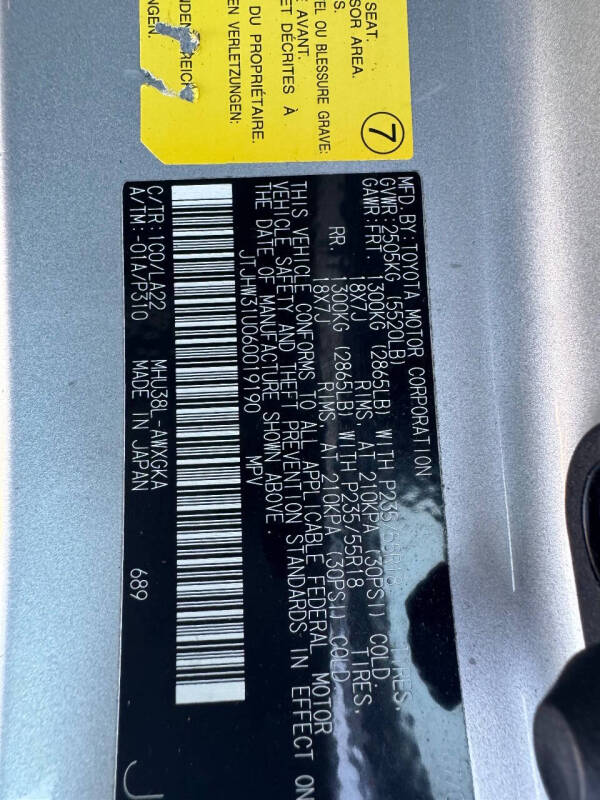 SEAT.
SOR AREA.
S.
TEL OU BLESSURE GRAVE:
E AVANT.
ET DÉCRITES À
DU PROPRIÉTAIRE.
EN VERLETZUNGEN:
7
MFD. BY: TOYOTA MOTOR CORPORATION
GVWR: 2505KG (5520LB)
GAWR: FRT. 1300KG (2865LB) WITH P235/ TIRES,
18X7J RIMS, AT 210KPA (30PSI) COLD
RR. 1300KG (2865LB) WITH P235/55R18 TIRES,
18X7J RIMS, AT 210KPA (30PSI) COLD
THIS VEHICLE CONFORMS TO ALL APPLICABLE FEDERAL MOTOR
VEHICLE SAFETY AND THEFT PREVENTION STANDARDS IN EFFECT ON
THE DATE OF MANUFACTURE SHOWN ABOVE.
JTJHW31U060019190 MPV
C/TR: 1C0/LA22 MHU38L-AWXGKA
A/TM: -01A/P310 MADE IN JAPAN 689